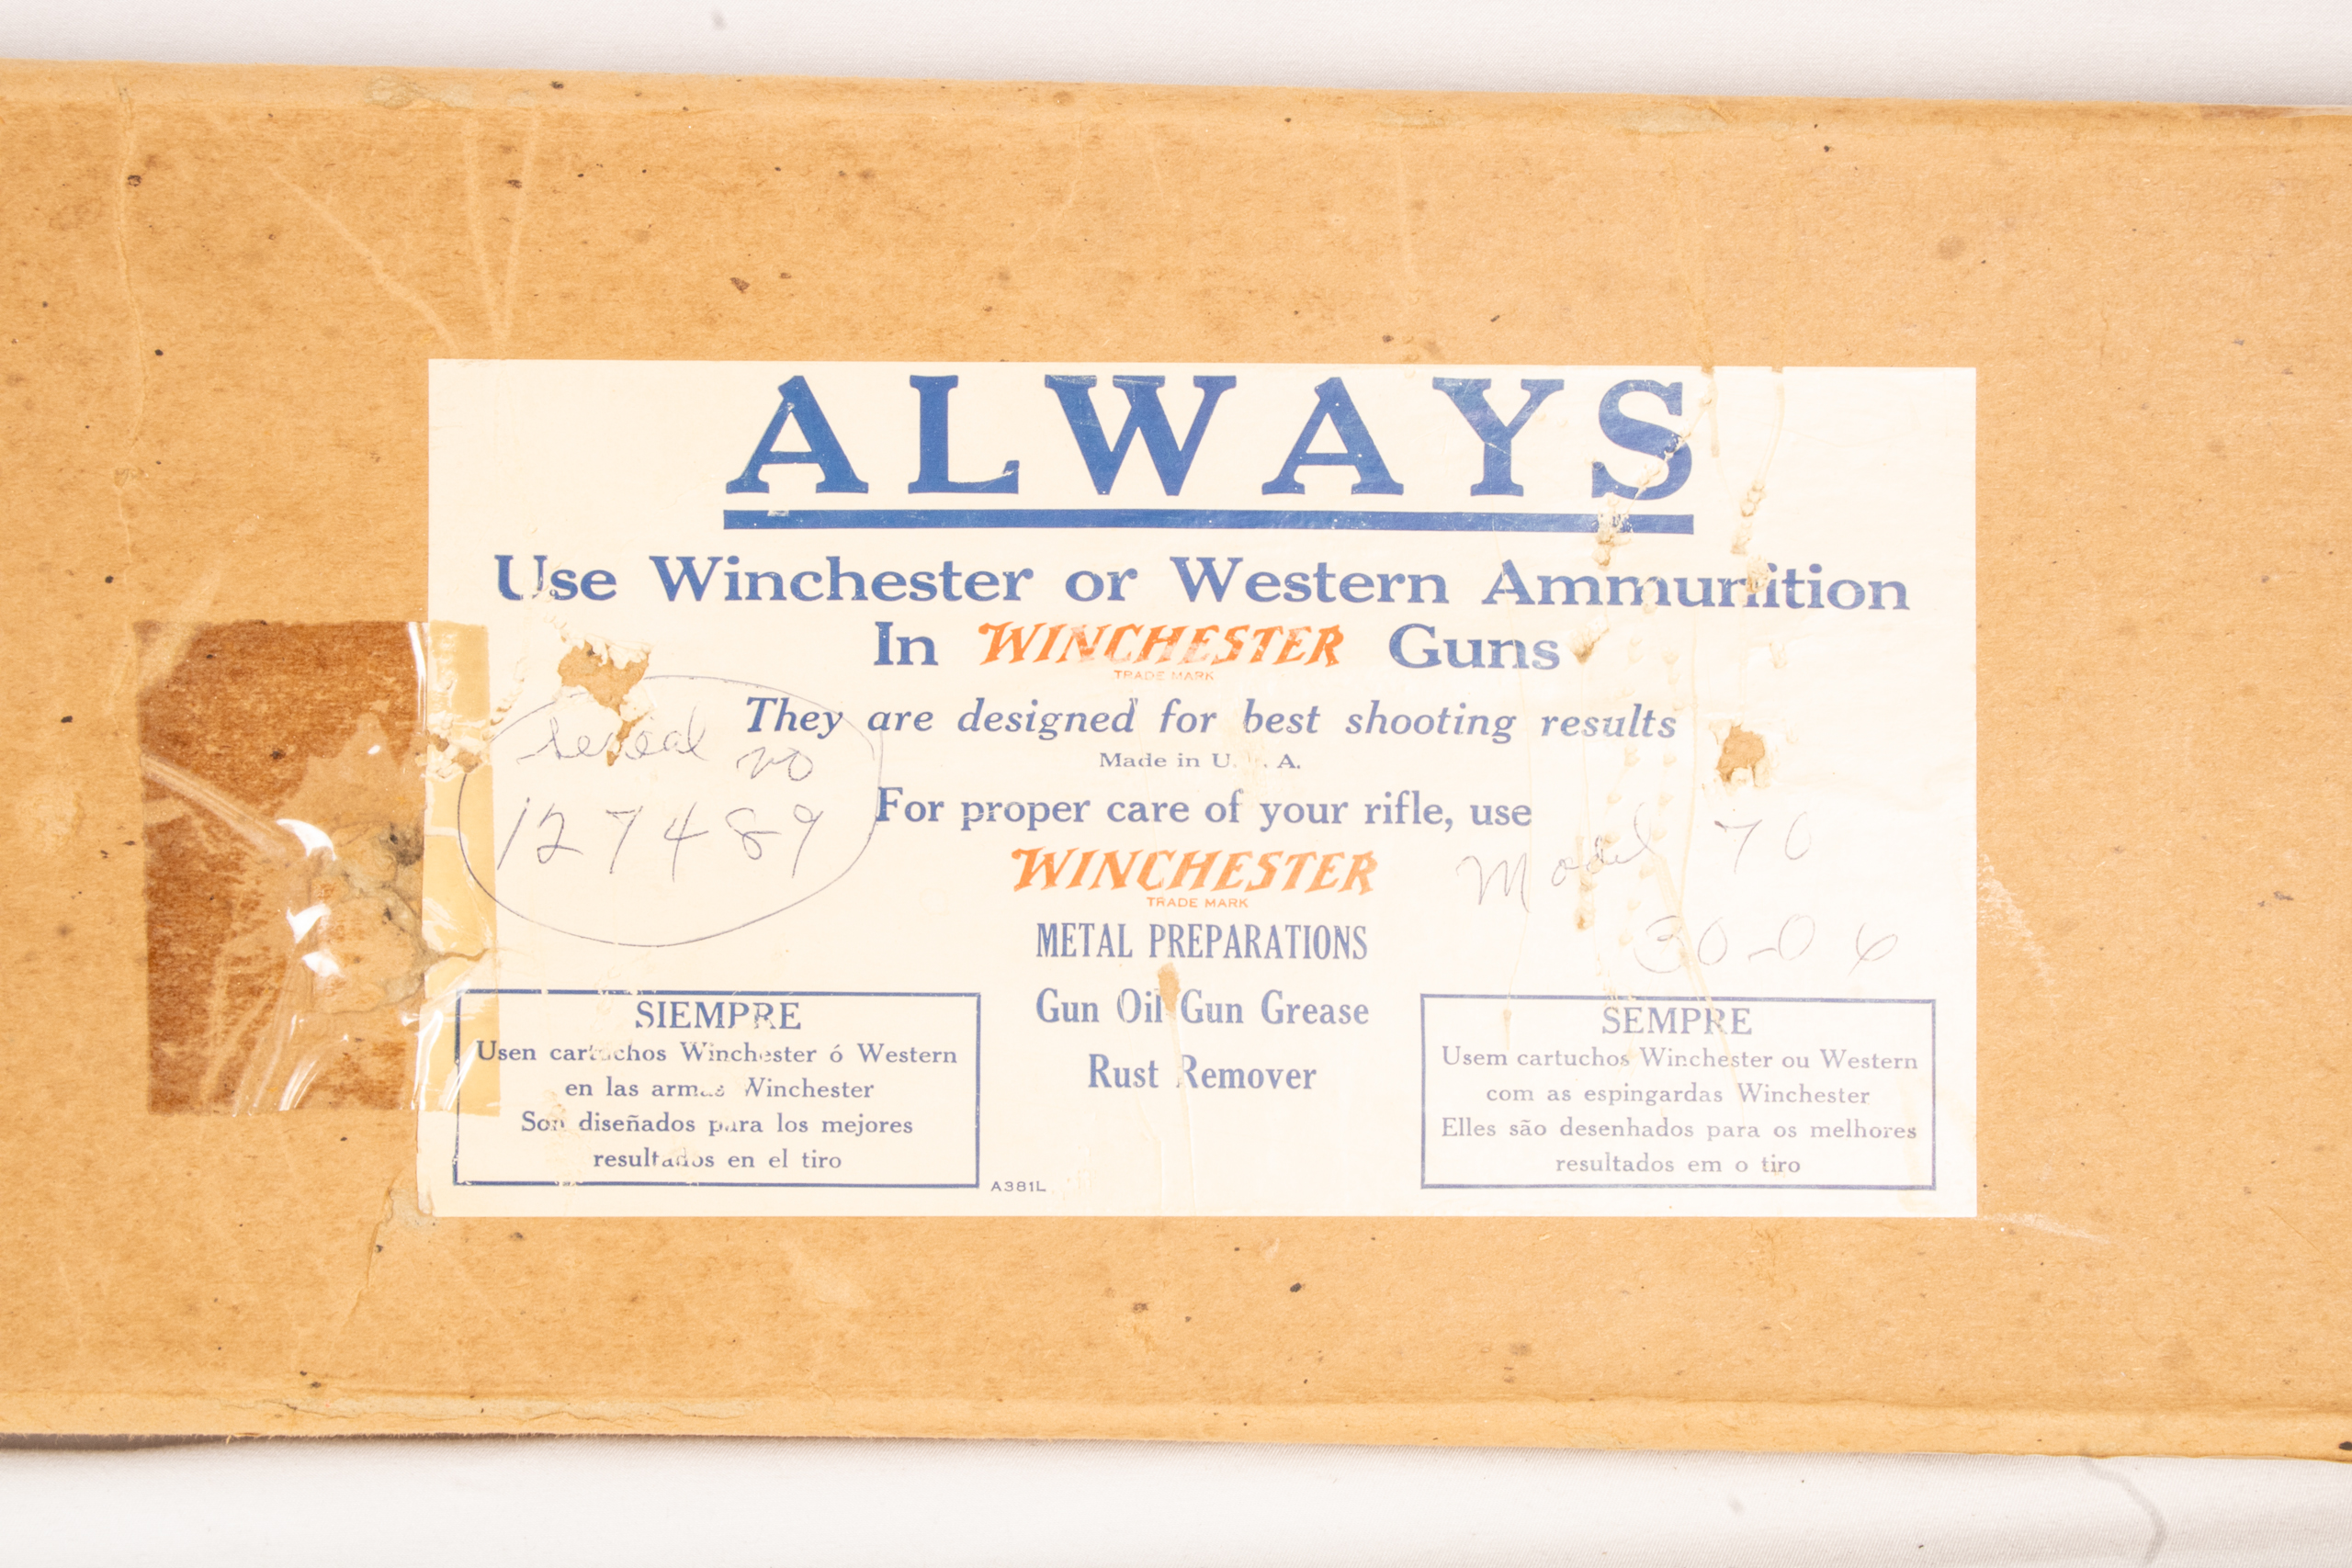 ALWAYS
Use Winchester or Western Ammunition
In WINCHESTER Guns
TRADE MARK
They are designed for best shooting results
Made in U. S. A.
serial no
127489
For proper care of your rifle, use
WINCHESTER
TRADE MARK
Model 70
30-06
METAL PREPARATIONS
Gun Oil Gun Grease
Rust Remover
SIEMPRE
Usen cartuchos Winchester ó Western
en las armas Winchester
Son diseñados para los mejores
resultados en el tiro
A381L
SEMPRE
Usem cartuchos Winchester ou Western
com as espingardas Winchester
Elles são desenhados para os melhores
resultados em o tiro